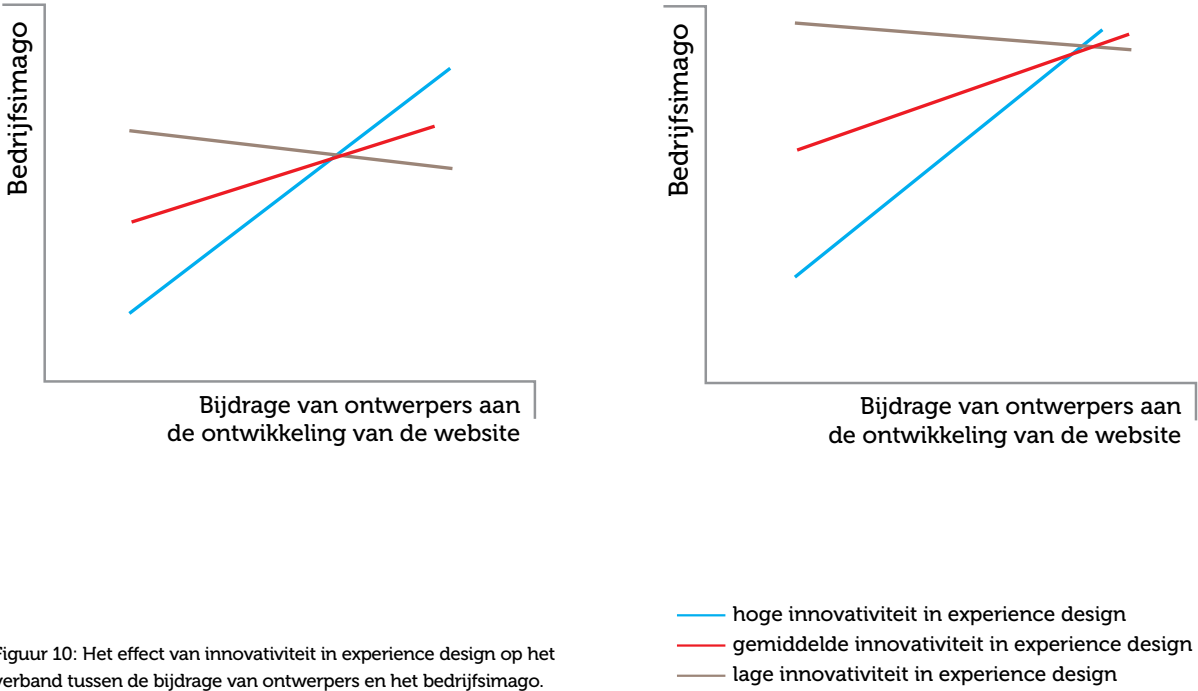 Bedrijfsimago
Bijdrage van ontwerpers aan
de ontwikkeling van de website
Bedrijfsimago
Bijdrage van ontwerpers aan
de ontwikkeling van de website
hoge innovativiteit in experience design
gemiddelde innovativiteit in experience design
lage innovativiteit in experience design
Figuur 10: Het effect van innovativiteit in experience design op het
verband tussen de bijdrage van ontwerpers en het bedrijfsimago.